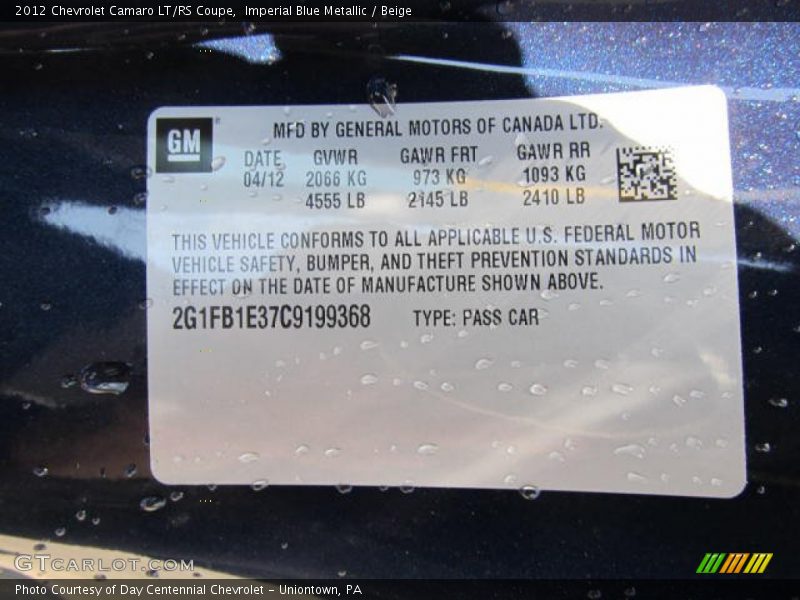 2012 Chevrolet Camaro LT/RS Coupe, Imperial Blue Metallic / Beige
GM
MFD BY GENERAL MOTORS OF CANADA LTD.
DATE GVWR GAWR FRT GAWR RR
04/12 2066 KG 973 KG 1093 KG
4555 LB 2145 LB 2410 LB
THIS VEHICLE CONFORMS TO ALL APPLICABLE U.S. FEDERAL MOTOR
VEHICLE SAFETY, BUMPER, AND THEFT PREVENTION STANDARDS IN
EFFECT ON THE DATE OF MANUFACTURE SHOWN ABOVE.
2G1FB1E37C9199368 TYPE: PASS CAR
GTCARLOT.COM
Photo Courtesy of Day Centennial Chevrolet - Uniontown, PA